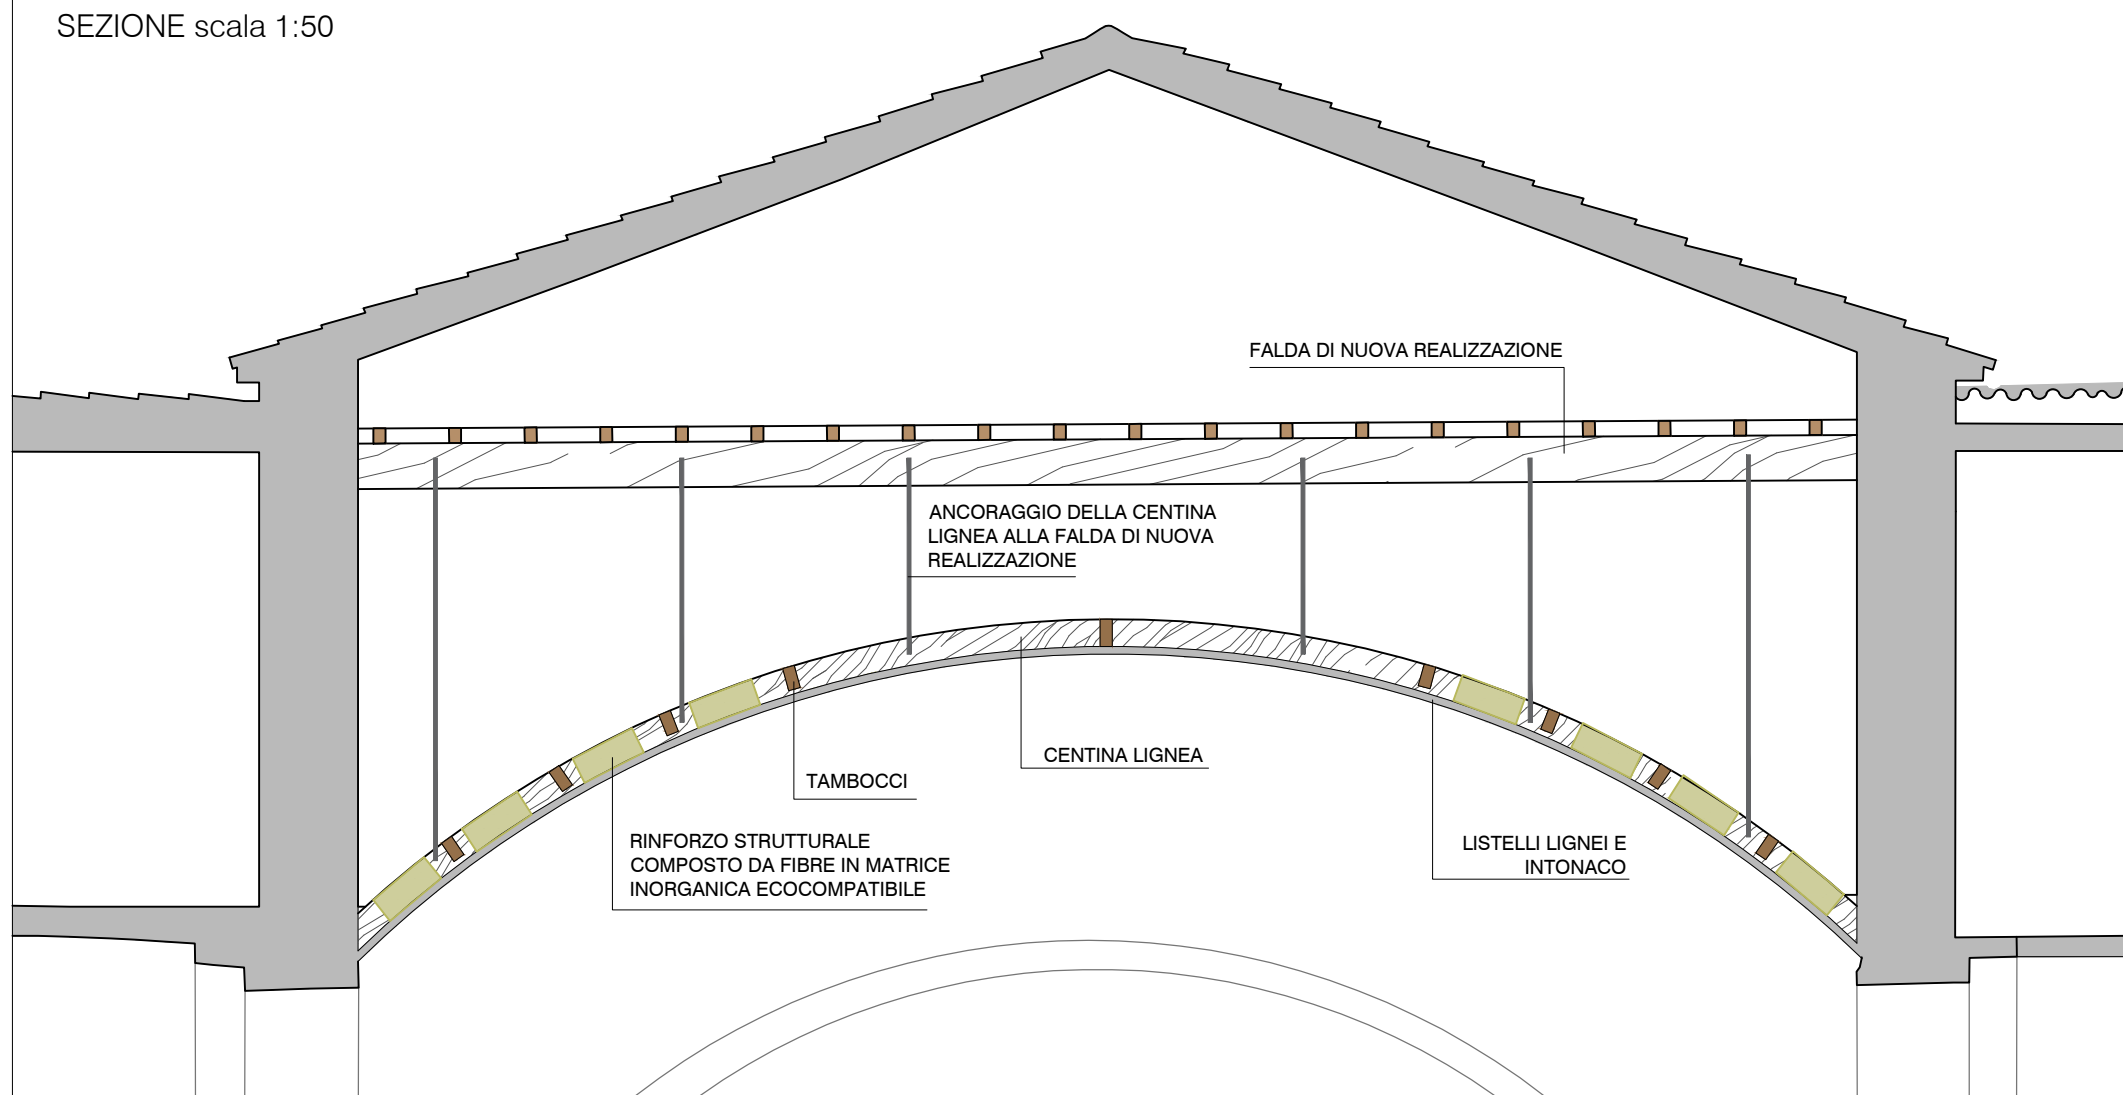 SEZIONE scala 1:50
FALDA DI NUOVA REALIZZAZIONE
ANCORAGGIO DELLA CENTINA
LIGNEA ALLA FALDA DI NUOVA
REALIZZAZIONE
CENTINA LIGNEA
TAMBOCCI
RINFORZO STRUTTURALE
COMPOSTO DA FIBRE IN MATRICE
INORGANICA ECOCOMPATIBILE
LISTELLI LIGNEI E
INTONACO